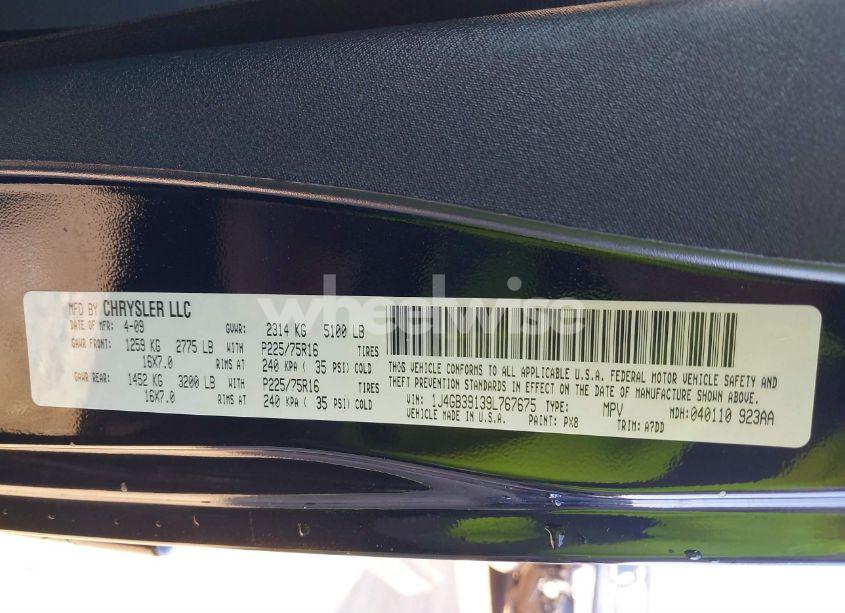 MFD BY CHRYSLER LLC
DATE OF MFR: 4-09 GVWR: 2314 KG 5100 LB
GAWR FRONT: 1259 KG 2775 LB WITH P225/75R16 TIRES
16X7.0 RIMS AT 240 KPA ( 35 PSI) COLD
GAWR REAR: 1452 KG 3200 LB WITH P225/75R16 TIRES
16X7.0 RIMS AT 240 KPA ( 35 PSI) COLD
THIS VEHICLE CONFORMS TO ALL APPLICABLE U.S.A. FEDERAL MOTOR VEHICLE SAFETY AND
THEFT PREVENTION STANDARDS IN EFFECT ON THE DATE OF MANUFACTURE SHOWN ABOVE.
VIN: 1J4GB39139L767675 TYPE: MPV MDH: 040110 923AA
VEHICLE MADE IN U.S.A. PAINT: PX8 TRIM: A7DD
wheelwise